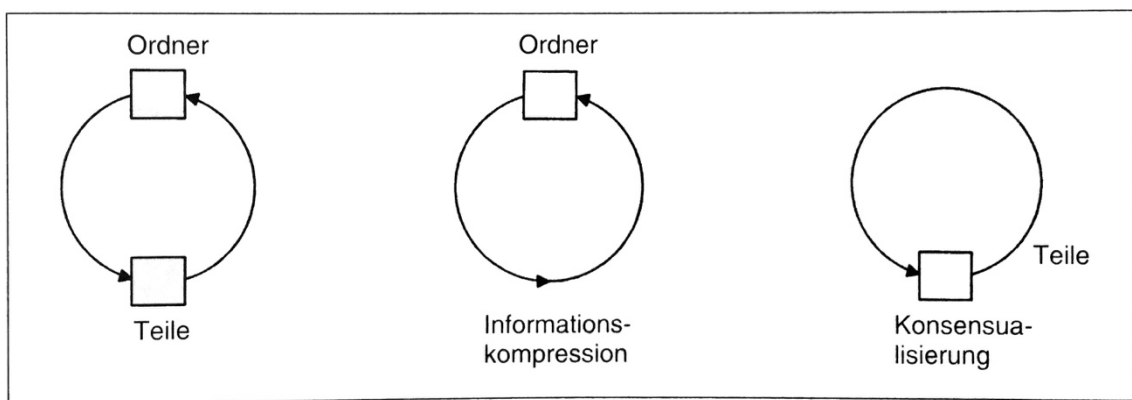 Ordner
Teile
Ordner
Informations-
kompression
Teile
Konsensua-
lisierung